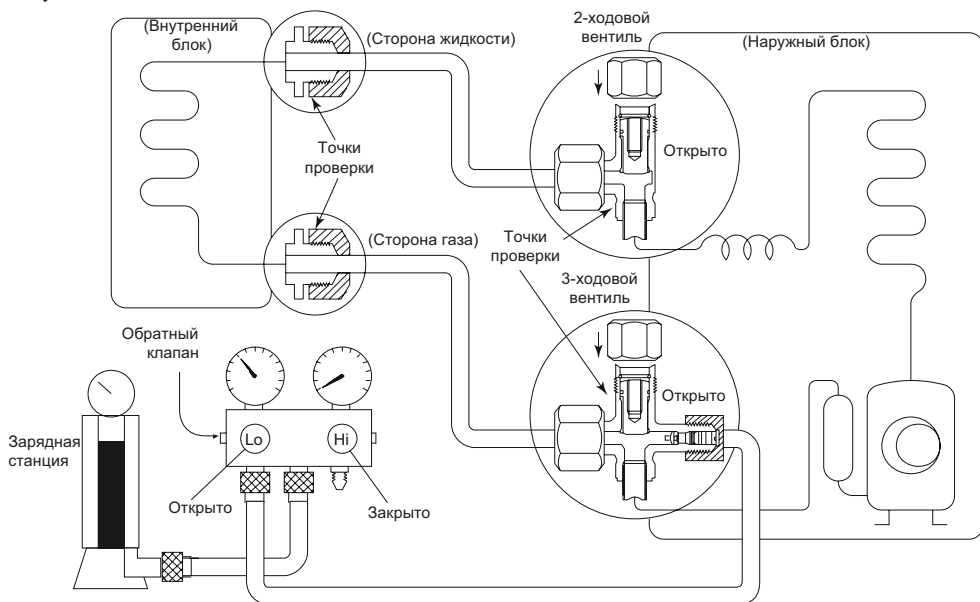 (Внутренний
блок)
(Сторона жидкости)
2-ходовой
вентиль
(Наружный блок)
Открыто
Точки
проверки
(Сторона газа)
Точки
проверки
3-ходовой
вентиль
Обратный
клапан
Открыто
Зарядная
станция
Lo
Hi
Открыто
Закрыто